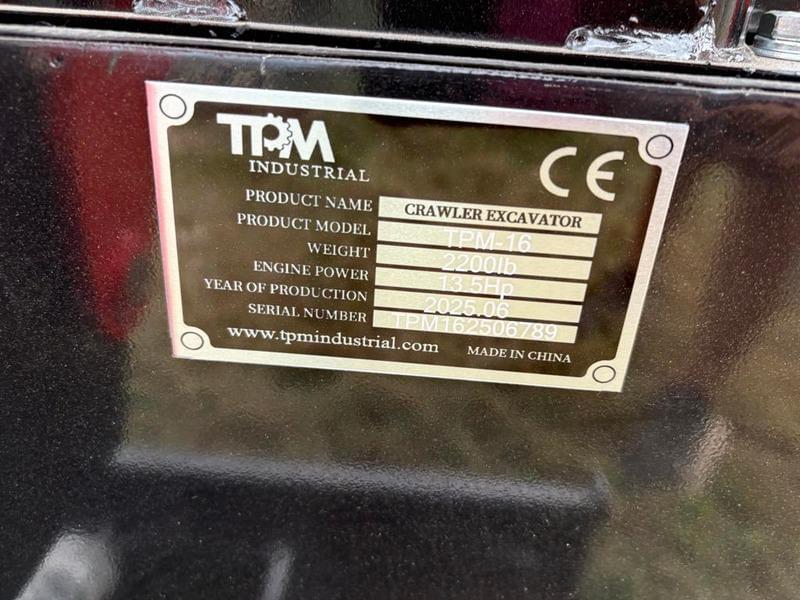 TPM
INDUSTRIAL
CE
PRODUCT NAME CRAWLER EXCAVATOR
PRODUCT MODEL TPM-16
WEIGHT 2200lb
ENGINE POWER 13.5Hp
YEAR OF PRODUCTION 2025.06
SERIAL NUMBER TPM162506789
www.tpmindustrial.com MADE IN CHINA